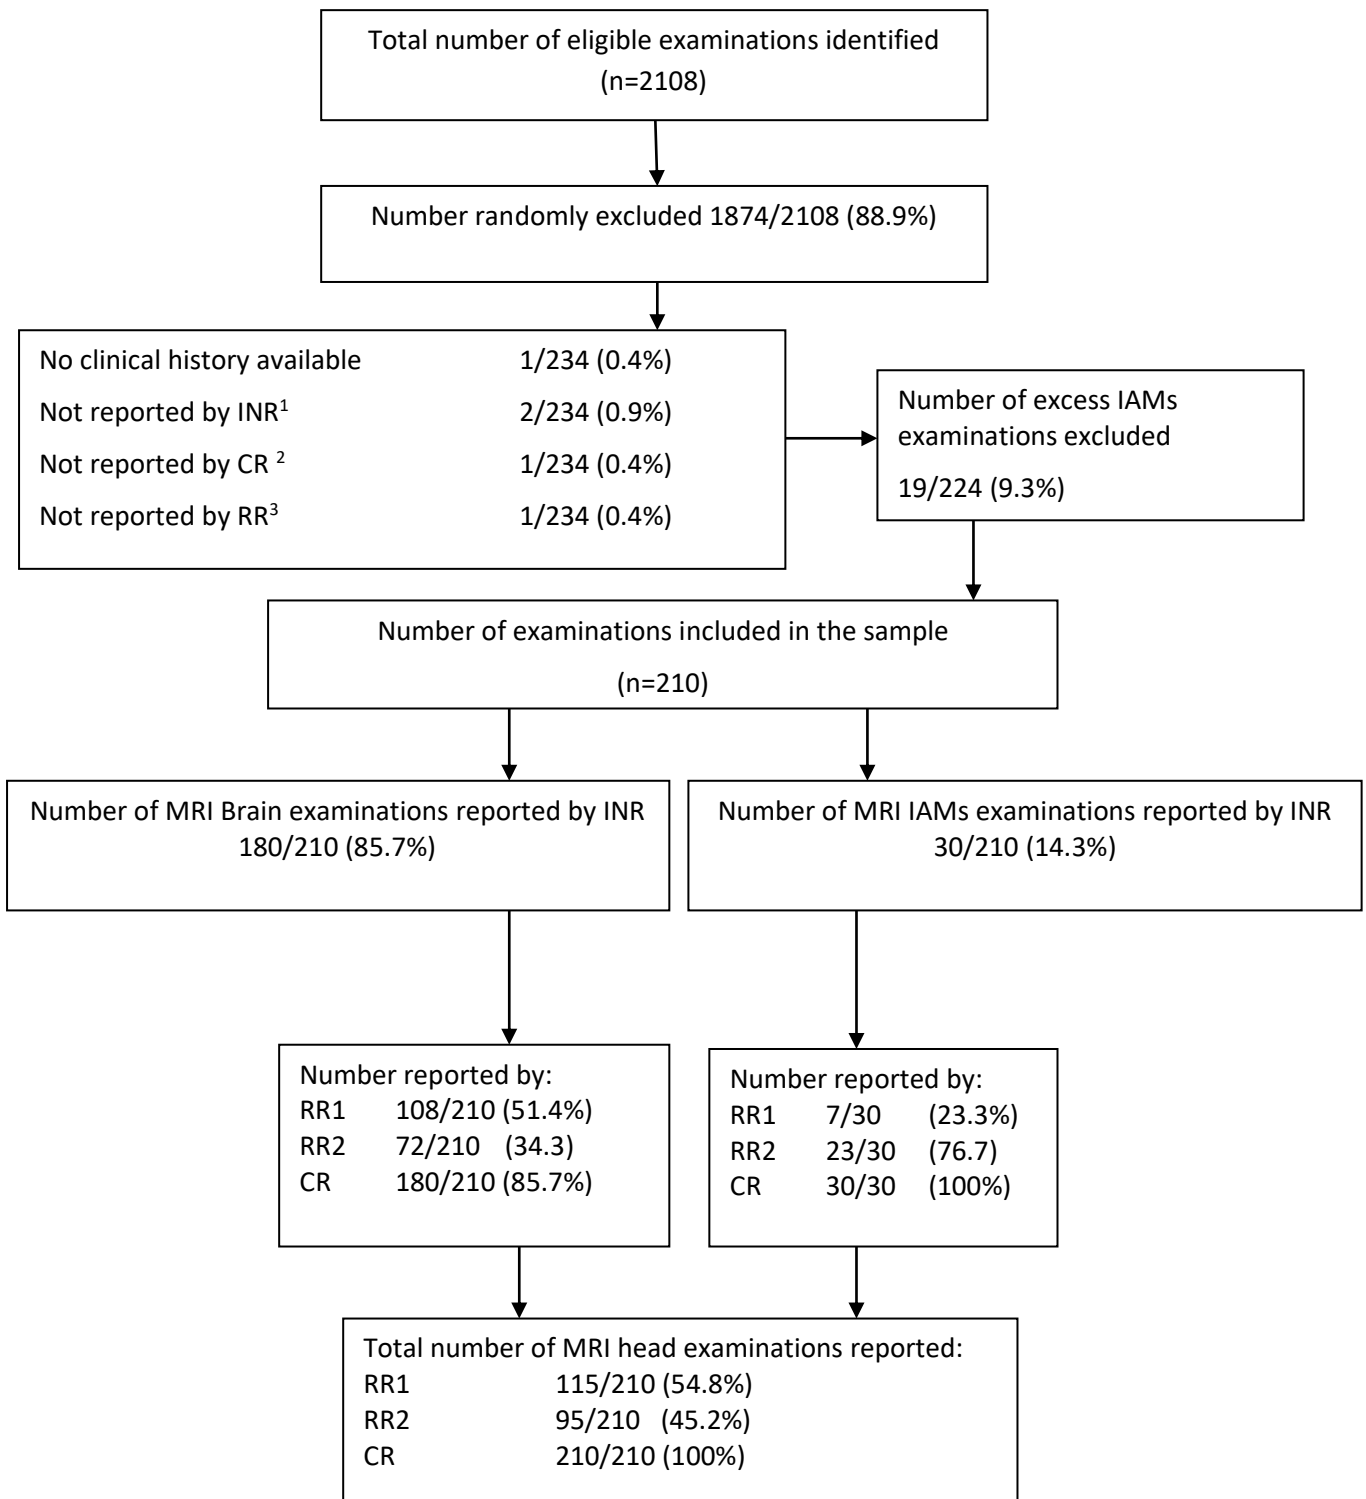 Total number of eligible examinations identified
(n=2108)
Number randomly excluded 1874/2108 (88.9%)
No clinical history available 1/234 (0.4%)
Not reported by INR¹ 2/234 (0.9%)
Not reported by CR ² 1/234 (0.4%)
Not reported by RR³ 1/234 (0.4%)
Number of excess IAMs
examinations excluded
19/224 (9.3%)
Number of examinations included in the sample
(n=210)
Number of MRI Brain examinations reported by INR
180/210 (85.7%)
Number of MRI IAMs examinations reported by INR
30/210 (14.3%)
Number reported by:
RR1 108/210 (51.4%)
RR2 72/210 (34.3)
CR 180/210 (85.7%)
Number reported by:
RR1 7/30 (23.3%)
RR2 23/30 (76.7)
CR 30/30 (100%)
Total number of MRI head examinations reported:
RR1 115/210 (54.8%)
RR2 95/210 (45.2%)
CR 210/210 (100%)